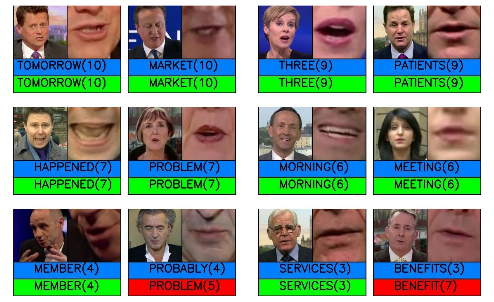 TOMORROW(10) MARKET(10) THREE(9) PATIENTS(9)
TOMORROW(10) MARKET(10) THREE(9) PATIENTS(9)
HAPPENED(7) PROBLEM(7) MORNING(6) MEETING(6)
HAPPENED(7) PROBLEM(7) MORNING(6) MEETING(6)
MEMBER(4) PROBABLY(4) SERVICES(3) BENEFITS(3)
MEMBER(4) PROBLEM(5) SERVICES(3) BENEFIT(7)